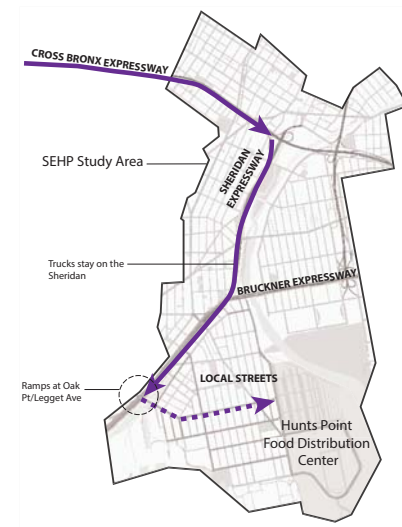 CROSS BRONX EXPRESSWAY
SEHP Study Area
SHERIDAN
EXPRESSWAY
Trucks stay on the
Sheridan
BRUCKNER EXPRESSWAY
Ramps at Oak
Pt/Legget Ave
LOCAL STREETS
Hunts Point
Food Distribution
Center